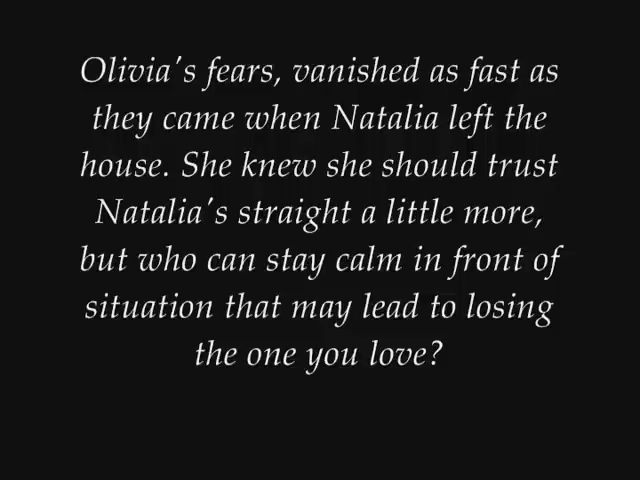 Olivia's fears, vanished as fast as
they came when Natalia left the
house. She knew she should trust
Natalia's straight a little more,
but who can stay calm in front of
situation that may lead to losing
the one you love?